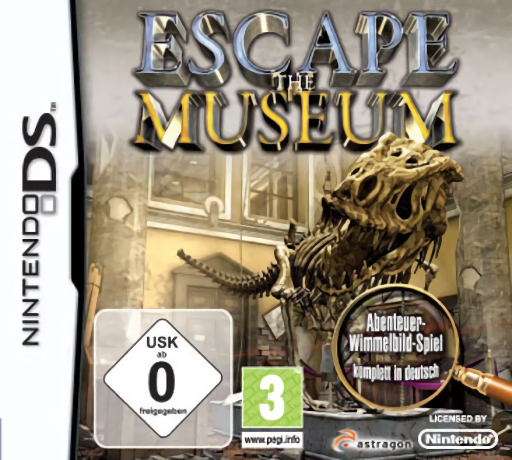 ESCAPE
THE
MUSEUM
NINTENDO DS™
Abenteuer-
Wimmelbild-Spiel
komplett in deutsch
USK
ab
0
freigegeben
3
www.pegi.info
astragon
LICENSED BY
Nintendo